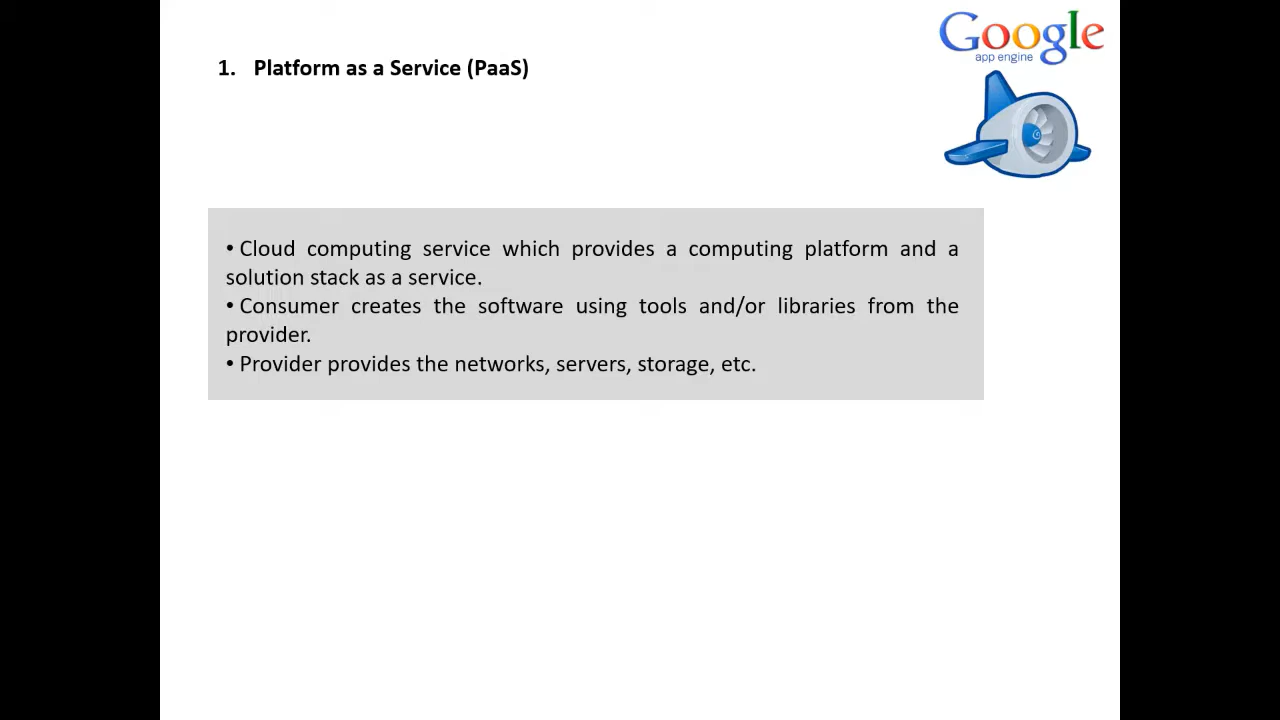 Google
app engine
1. Platform as a Service (PaaS)
• Cloud computing service which provides a computing platform and a
solution stack as a service.
• Consumer creates the software using tools and/or libraries from the
provider.
• Provider provides the networks, servers, storage, etc.